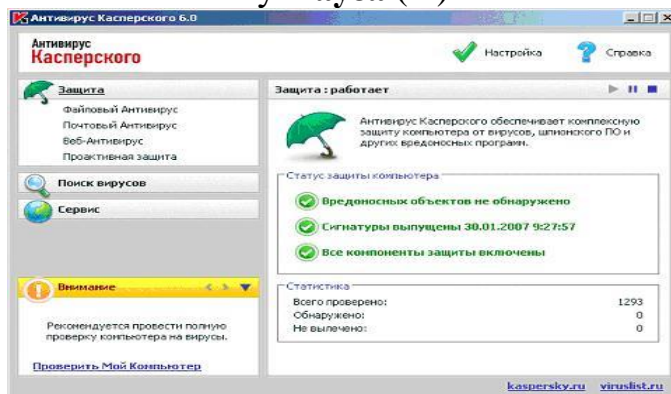 Антивирус Касперского 6.0
Антивирус
Касперского
Настройка
Справка
Защита
Файловый Антивирус
Почтовый Антивирус
Веб-Антивирус
Проактивная защита
Поиск вирусов
Сервис
Внимание
Рекомендуется провести полную
проверку компьютера на вирусы.
Проверить Мой Компьютер
Защита : работает
Антивирус Касперского обеспечивает комплексную
защиту компьютера от вирусов, шпионского ПО и
других вредоносных программ.
Статус защиты компьютера
Вредоносных объектов не обнаружено
Сигнатуры выпущены 30.01.2007 9:27:57
Все компоненты защиты включены
Статистика
Всего проверено: 1293
Обнаружено: 0
Не вылечено: 0
kaspersky.ru viruslist.ru